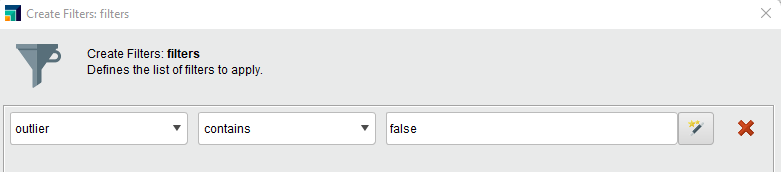 Create Filters: filters
Create Filters: filters
Defines the list of filters to apply.
outlier contains false